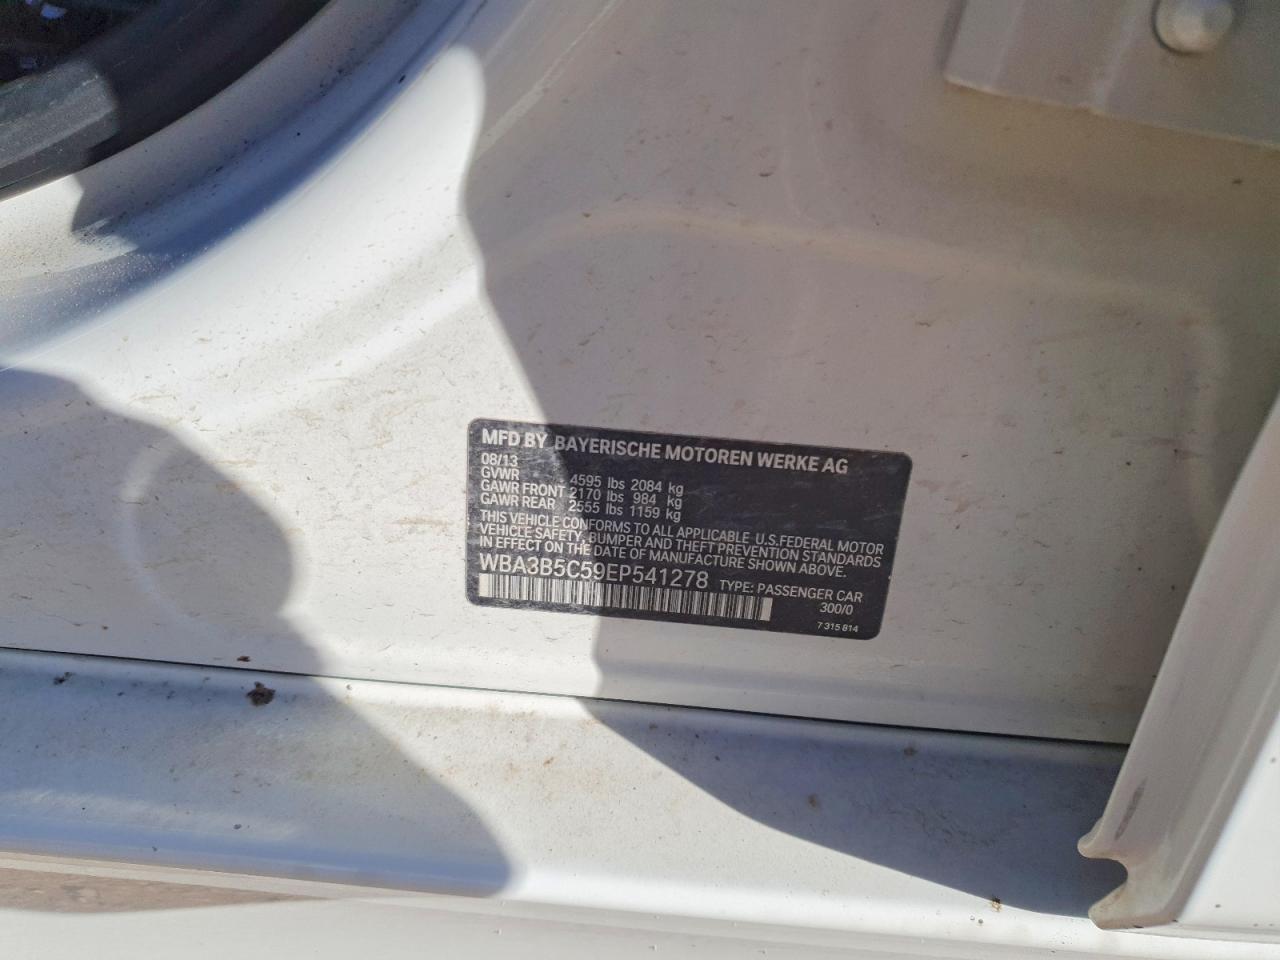 MFD BY BAYERISCHE MOTOREN WERKE AG
08/13
GVWR 4595 lbs 2084 kg
GAWR FRONT 2170 lbs 984 kg
GAWR REAR 2555 lbs 1159 kg
THIS VEHICLE CONFORMS TO ALL APPLICABLE U.S.FEDERAL MOTOR
VEHICLE SAFETY, BUMPER AND THEFT PREVENTION STANDARDS
IN EFFECT ON THE DATE OF MANUFACTURE SHOWN ABOVE.
WBA3B5C59EP541278 TYPE: PASSENGER CAR
300/0
7 315 814